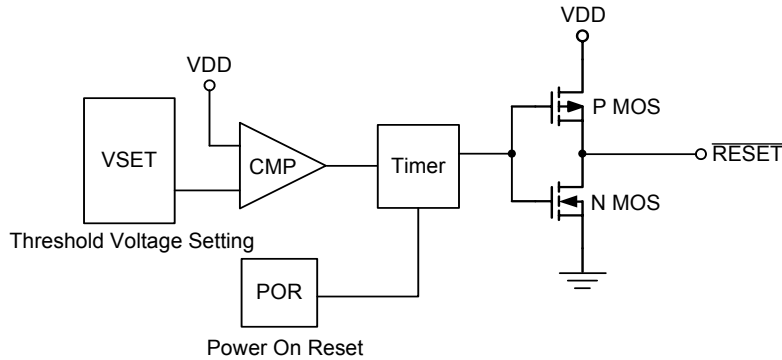 VDD
VDD
P MOS
VSET
CMP
Timer
RESET
N MOS
Threshold Voltage Setting
POR
Power On Reset